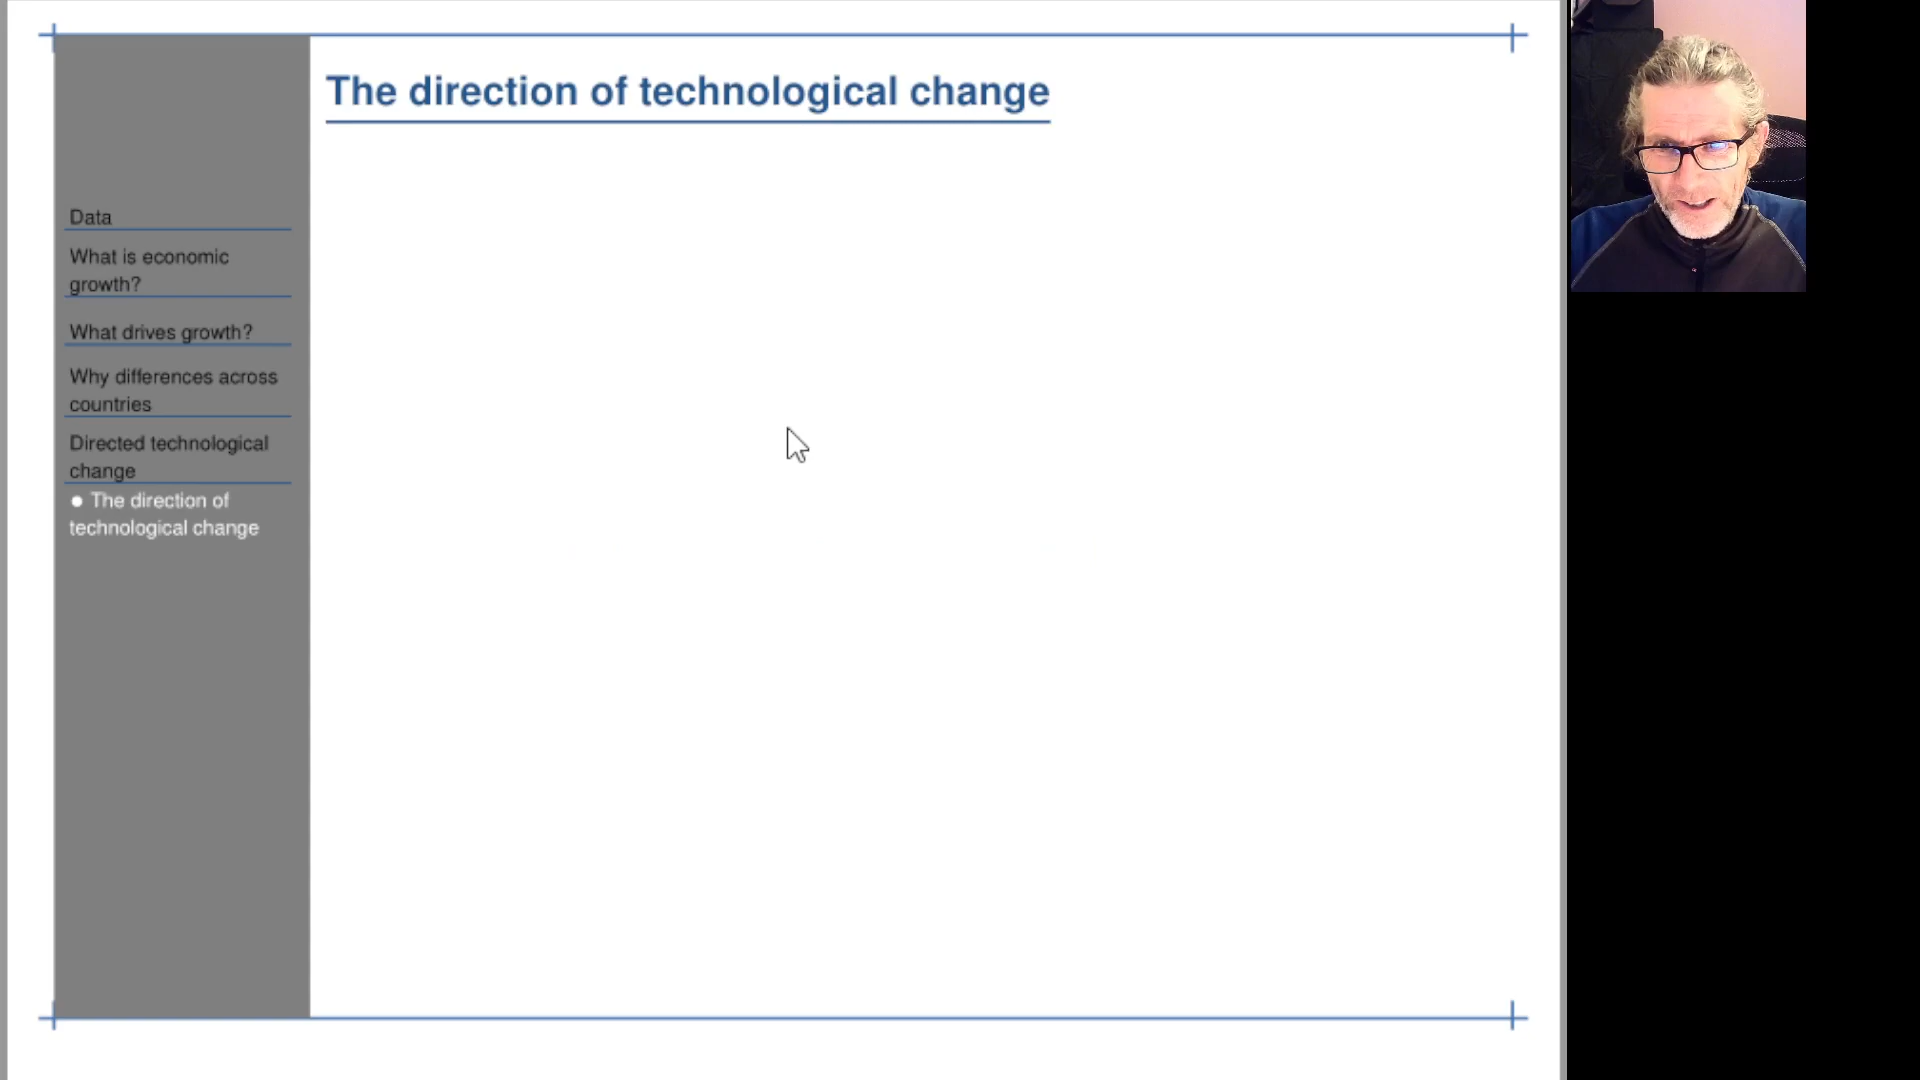 The direction of technological change
Data
What is economic
growth?
What drives growth?
Why differences across
countries
Directed technological
change
● The direction of
technological change